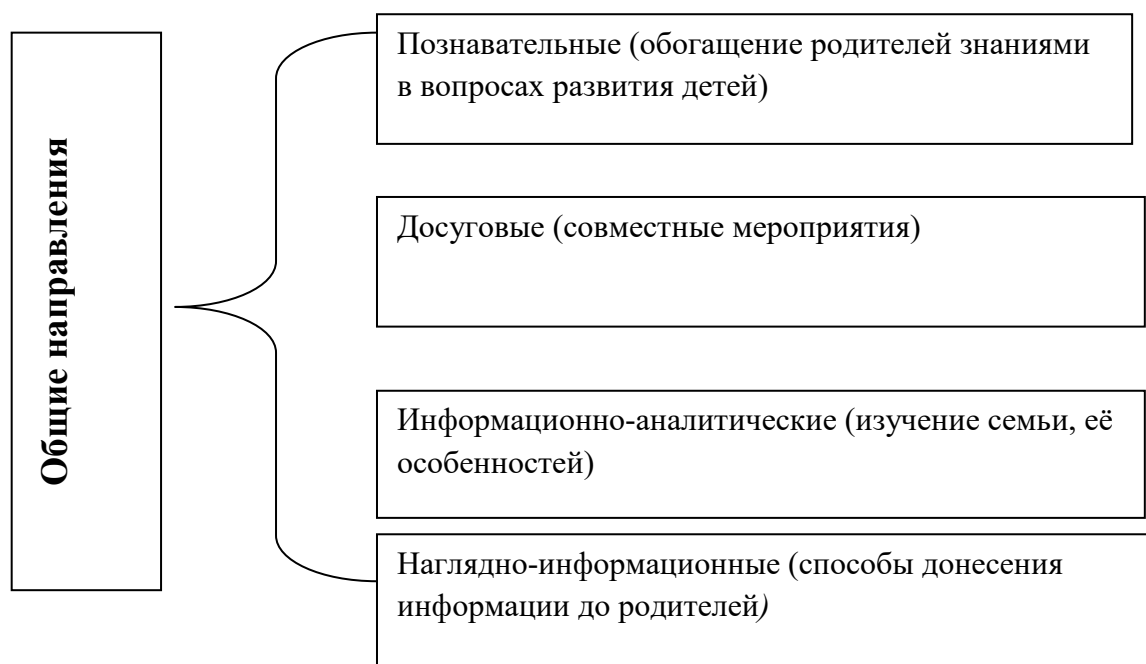 Общие направления
Познавательные (обогащение родителей знаниями
в вопросах развития детей)
Досуговые (совместные мероприятия)
Информационно-аналитические (изучение семьи, её
особенностей)
Наглядно-информационные (способы донесения
информации до родителей)